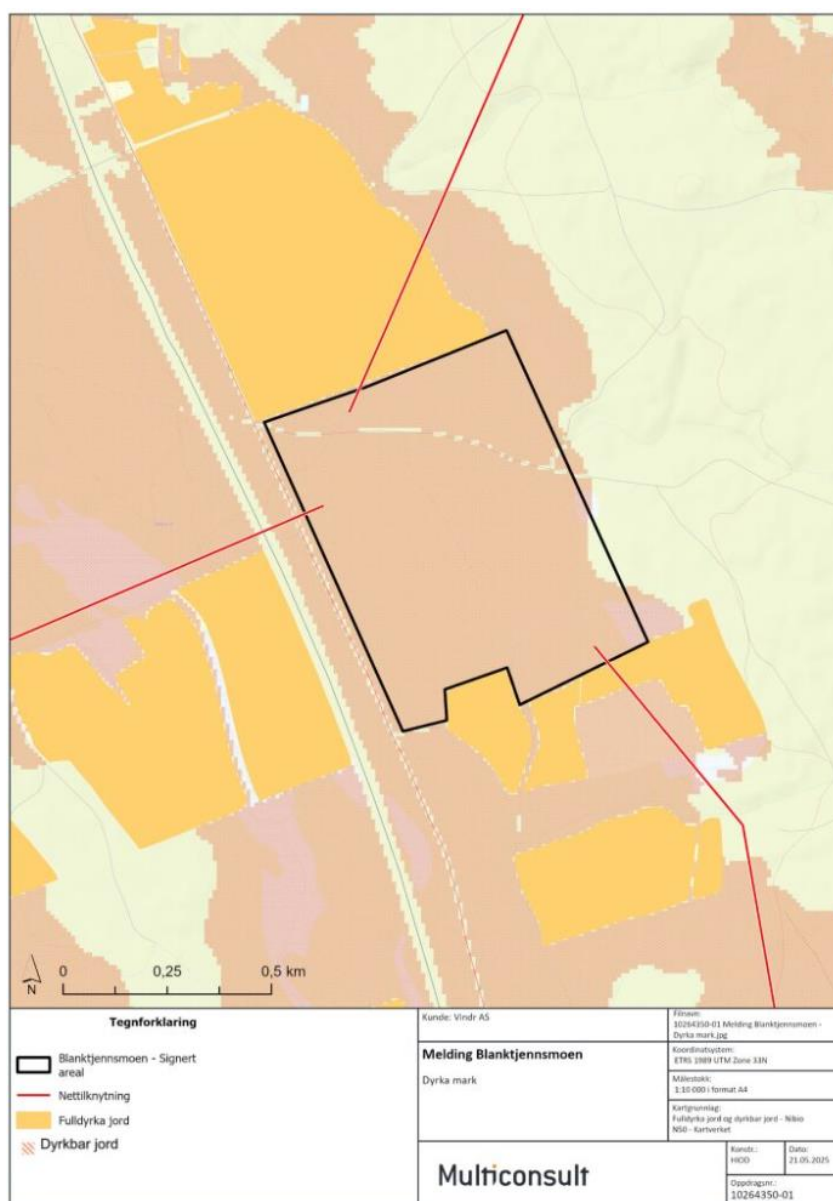 N
0 0,25 0,5 km
Tegnforklaring
Blanktjennsmoen - Signert
areal
Nettilknytning
Fulldyrka jord
Dyrkbar jord
Kunde: Vindr AS
Melding Blanktjennsmoen
Dyrka mark
Multiconsult
Filnavn:
10264350-01 Melding Blanktjennsmoen -
Dyrka mark.jpg
Koordinatsystem:
ETRS 1989 UTM Zone 33N
Målestokk:
1:10 000 i format A4
Kartgrunnlag:
Fulldyrka jord og dyrkbar jord - Nibio
N50 - Kartverket
Konstr.:
Dato:
21.05.2025
Oppdragsnr.:
10264350-01